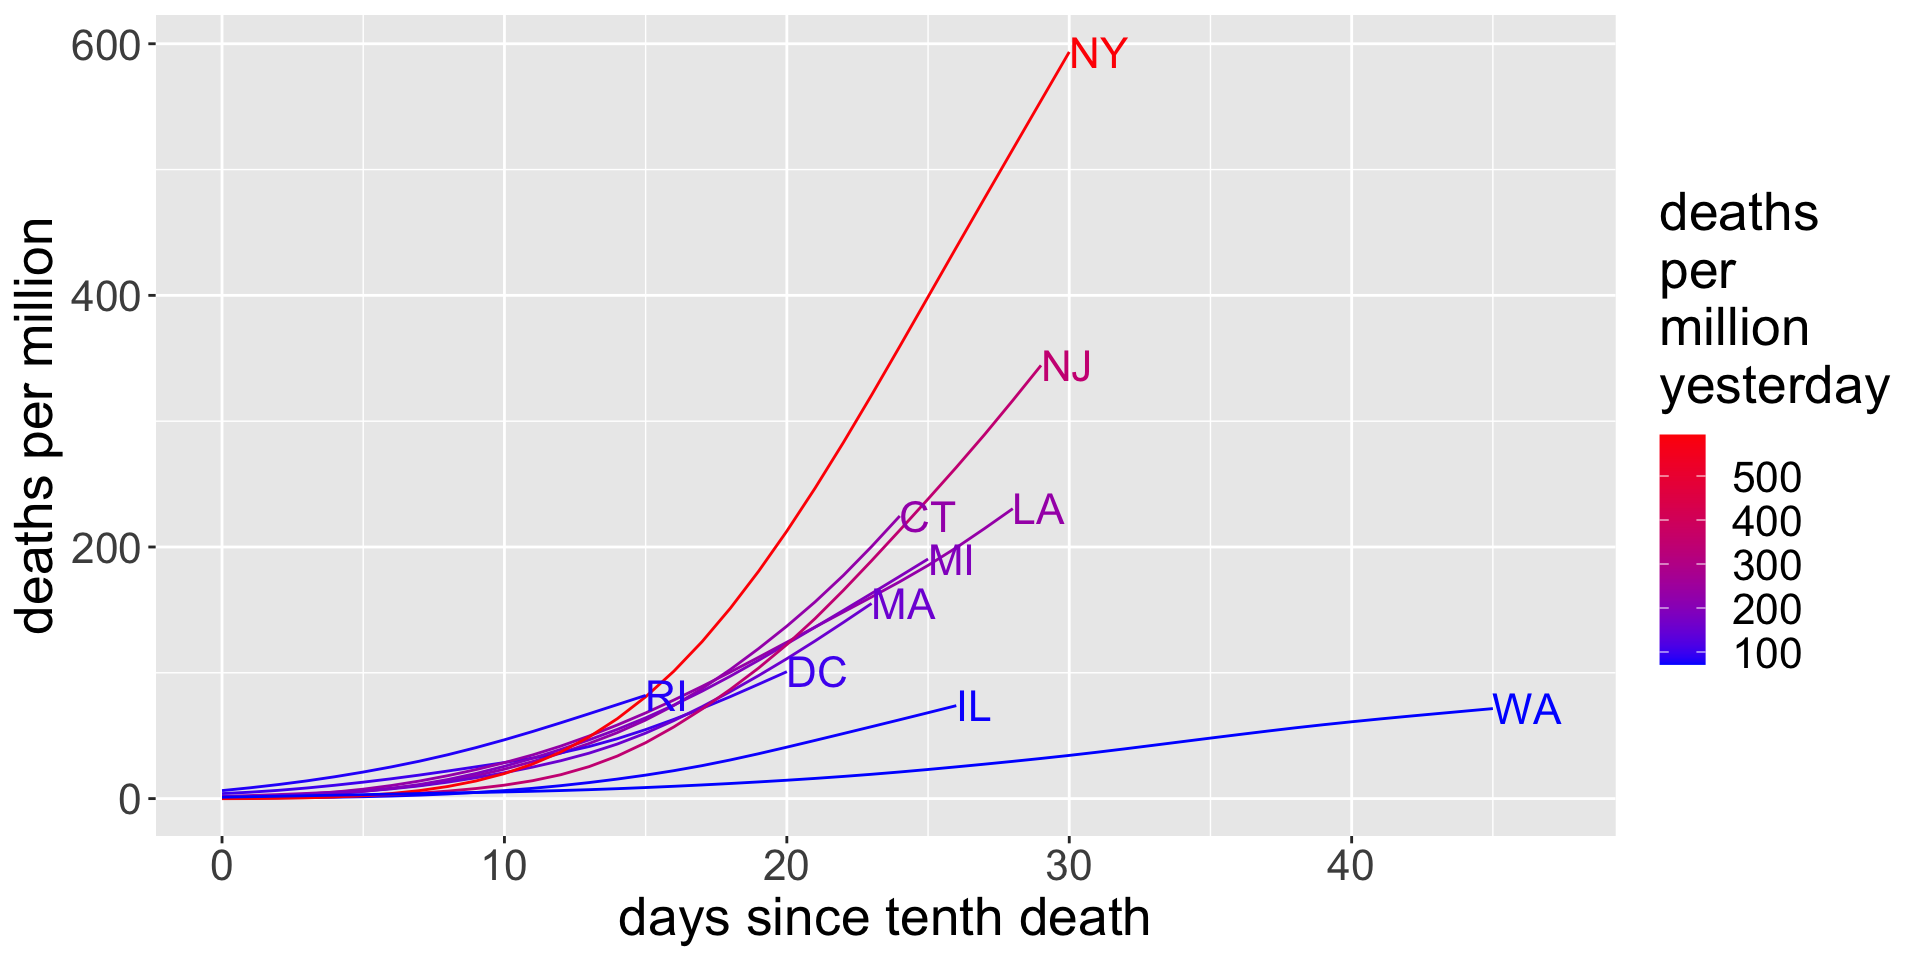 600
400
200
0
deaths per million
NY
NJ
LA
CT
MI
MA
DC
RI
IL
WA
0 10 20 30 40
days since tenth death
deaths
per
million
yesterday
500
400
300
200
100